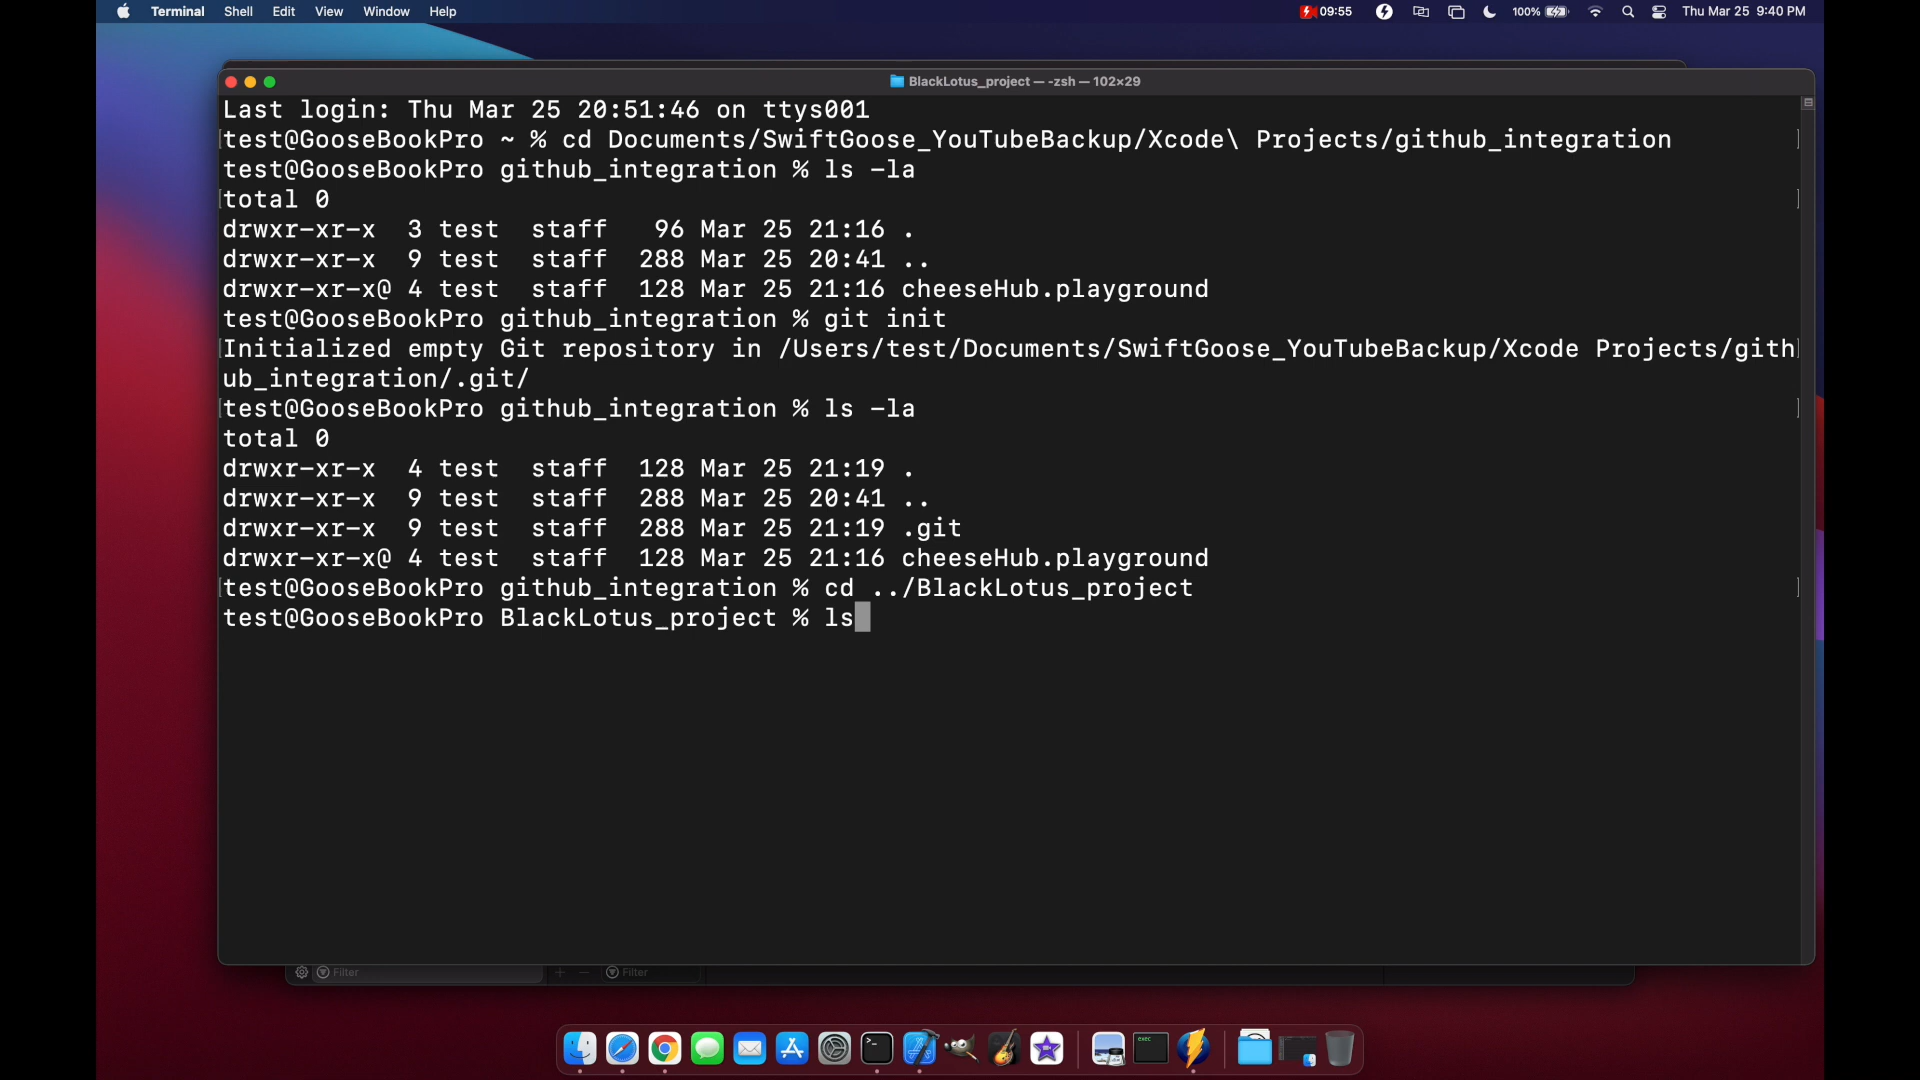 Terminal Shell Edit View Window Help 09:55 100% Thu Mar 25 9:40 PM
BlackLotus_project — -zsh — 102×29
Last login: Thu Mar 25 20:51:46 on ttys001
test@GooseBookPro ~ % cd Documents/SwiftGoose_YouTubeBackup/Xcode\ Projects/github_integration
test@GooseBookPro github_integration % ls -la
total 0
drwxr-xr-x  3 test  staff   96 Mar 25 21:16 .
drwxr-xr-x  9 test  staff  288 Mar 25 20:41 ..
drwxr-xr-x@ 4 test  staff  128 Mar 25 21:16 cheeseHub.playground
test@GooseBookPro github_integration % git init
Initialized empty Git repository in /Users/test/Documents/SwiftGoose_YouTubeBackup/Xcode Projects/gith
ub_integration/.git/
test@GooseBookPro github_integration % ls -la
total 0
drwxr-xr-x  4 test  staff  128 Mar 25 21:19 .
drwxr-xr-x  9 test  staff  288 Mar 25 20:41 ..
drwxr-xr-x  9 test  staff  288 Mar 25 21:19 .git
drwxr-xr-x@ 4 test  staff  128 Mar 25 21:16 cheeseHub.playground
test@GooseBookPro github_integration % cd ../BlackLotus_project
test@GooseBookPro BlackLotus_project % ls
Filter + − Filter
exec